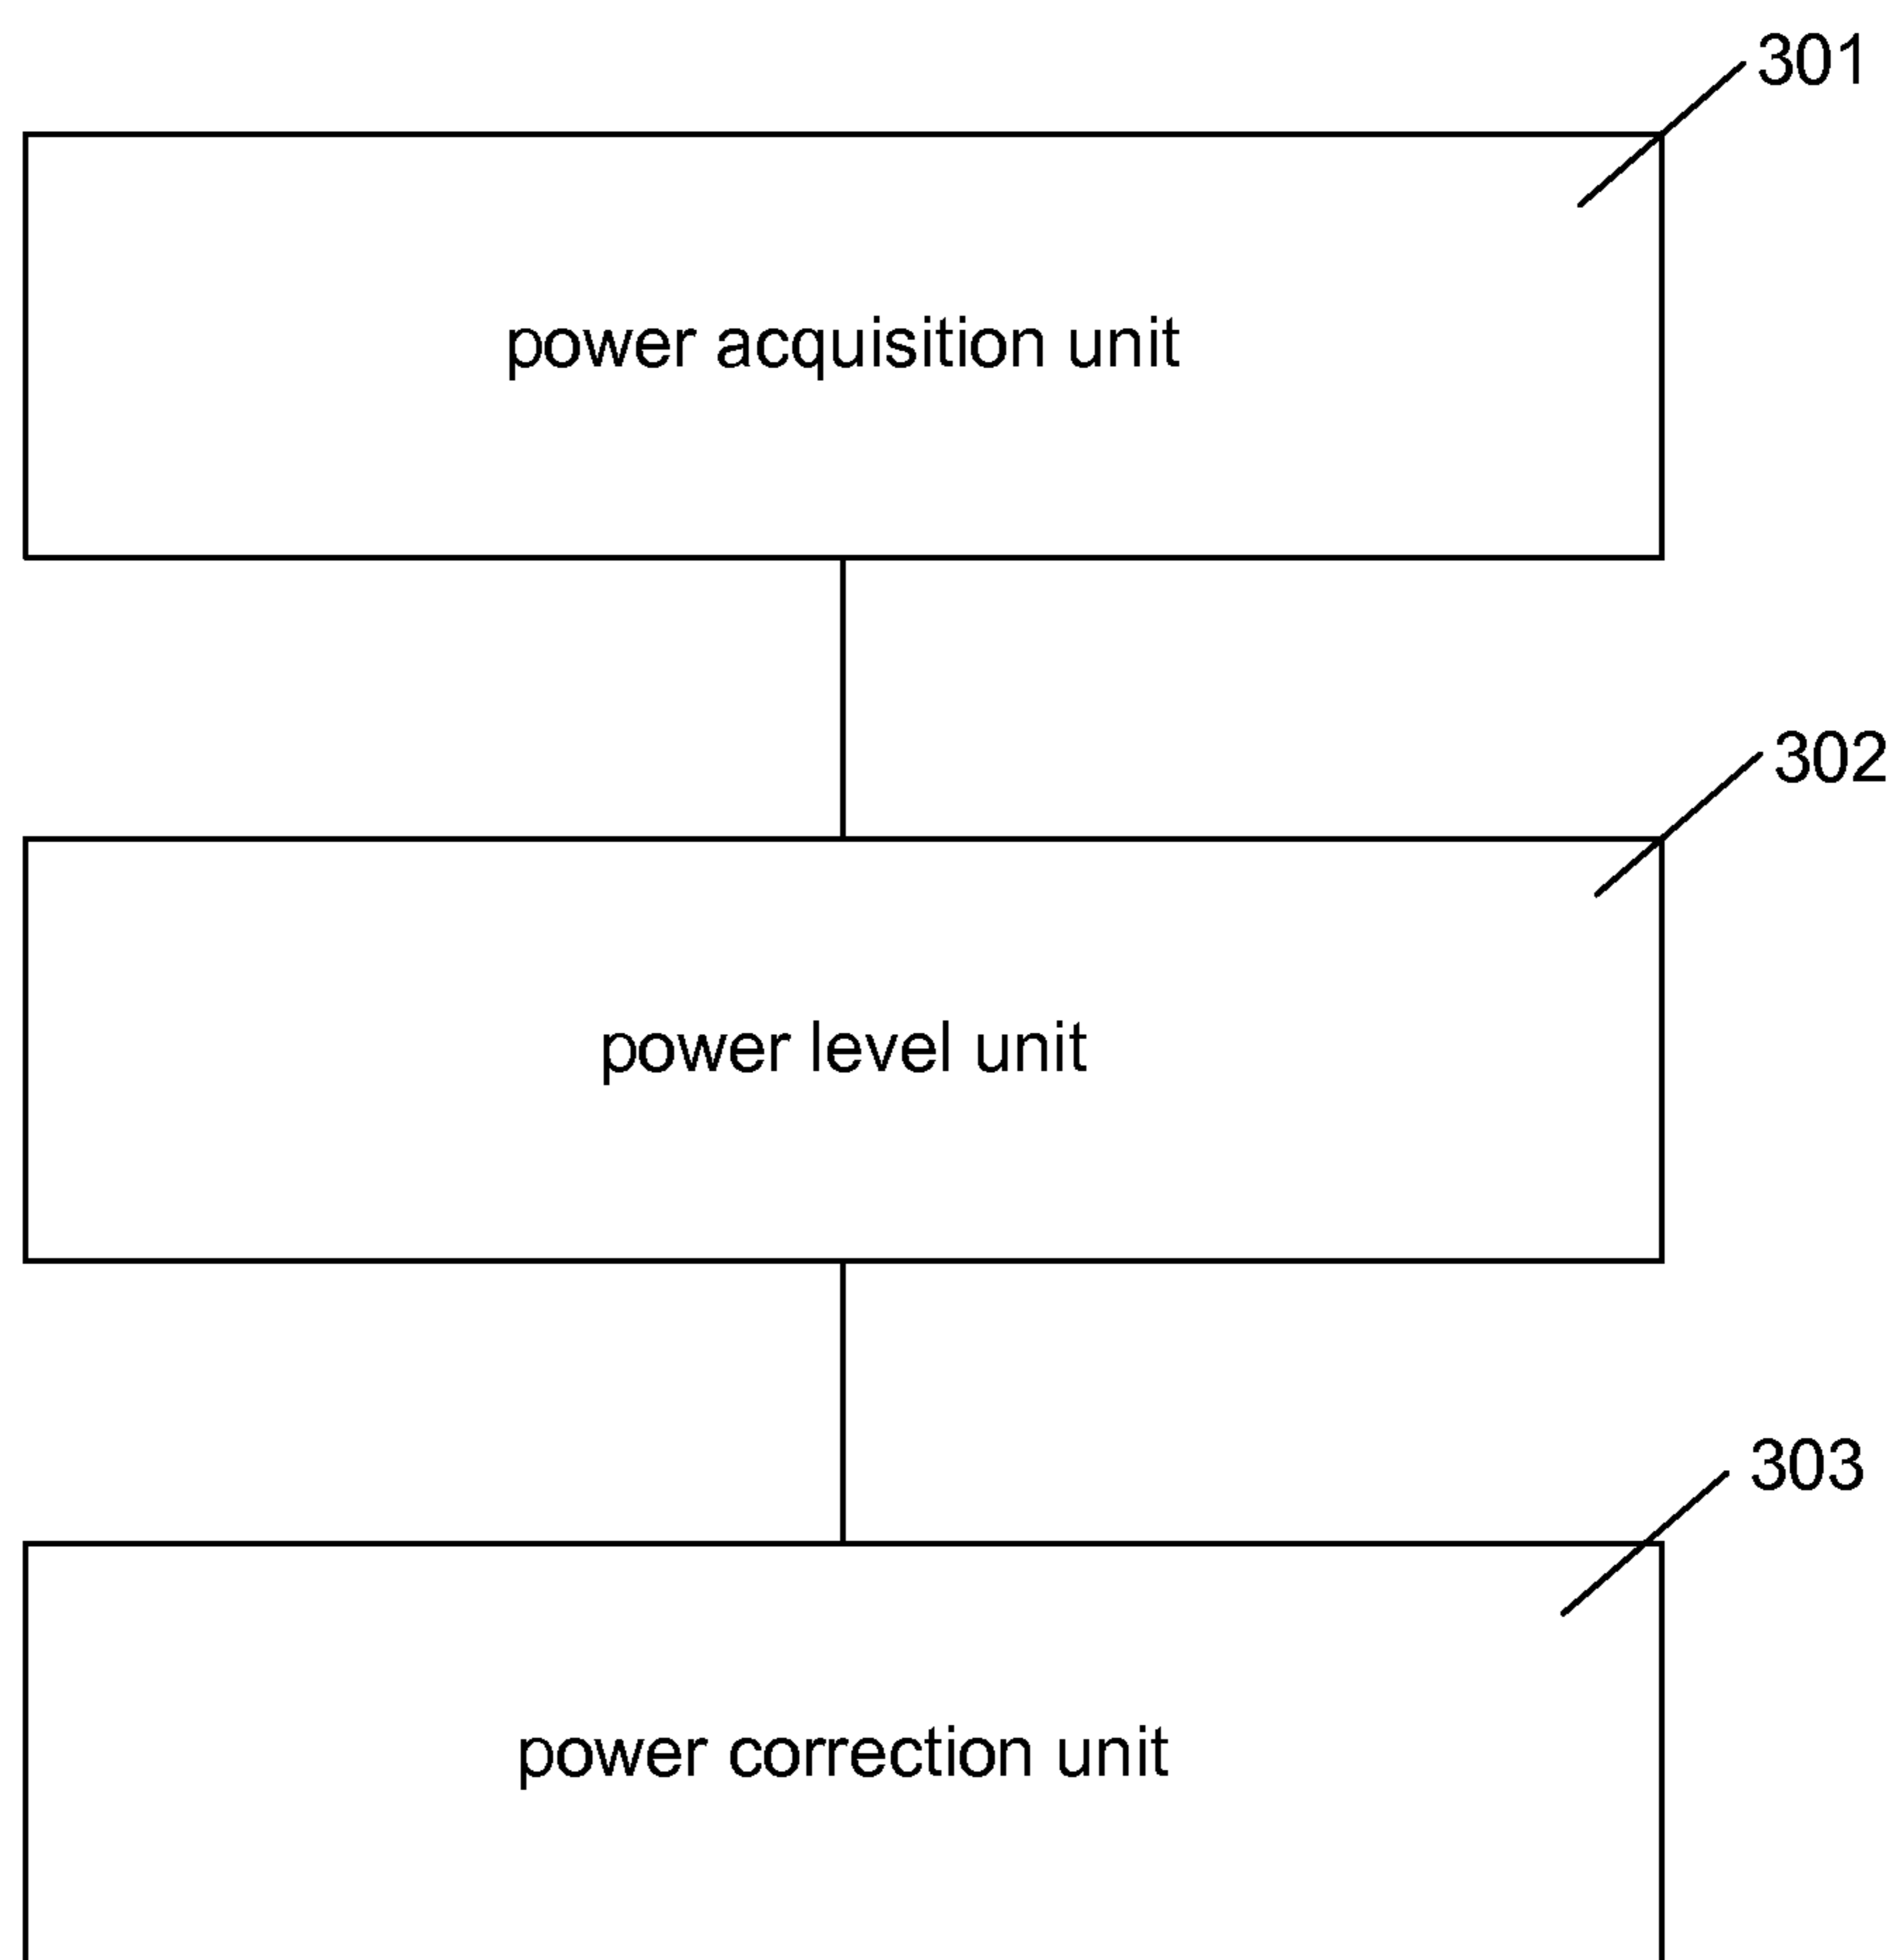 301
power acquisition unit
302
power level unit
303
power correction unit